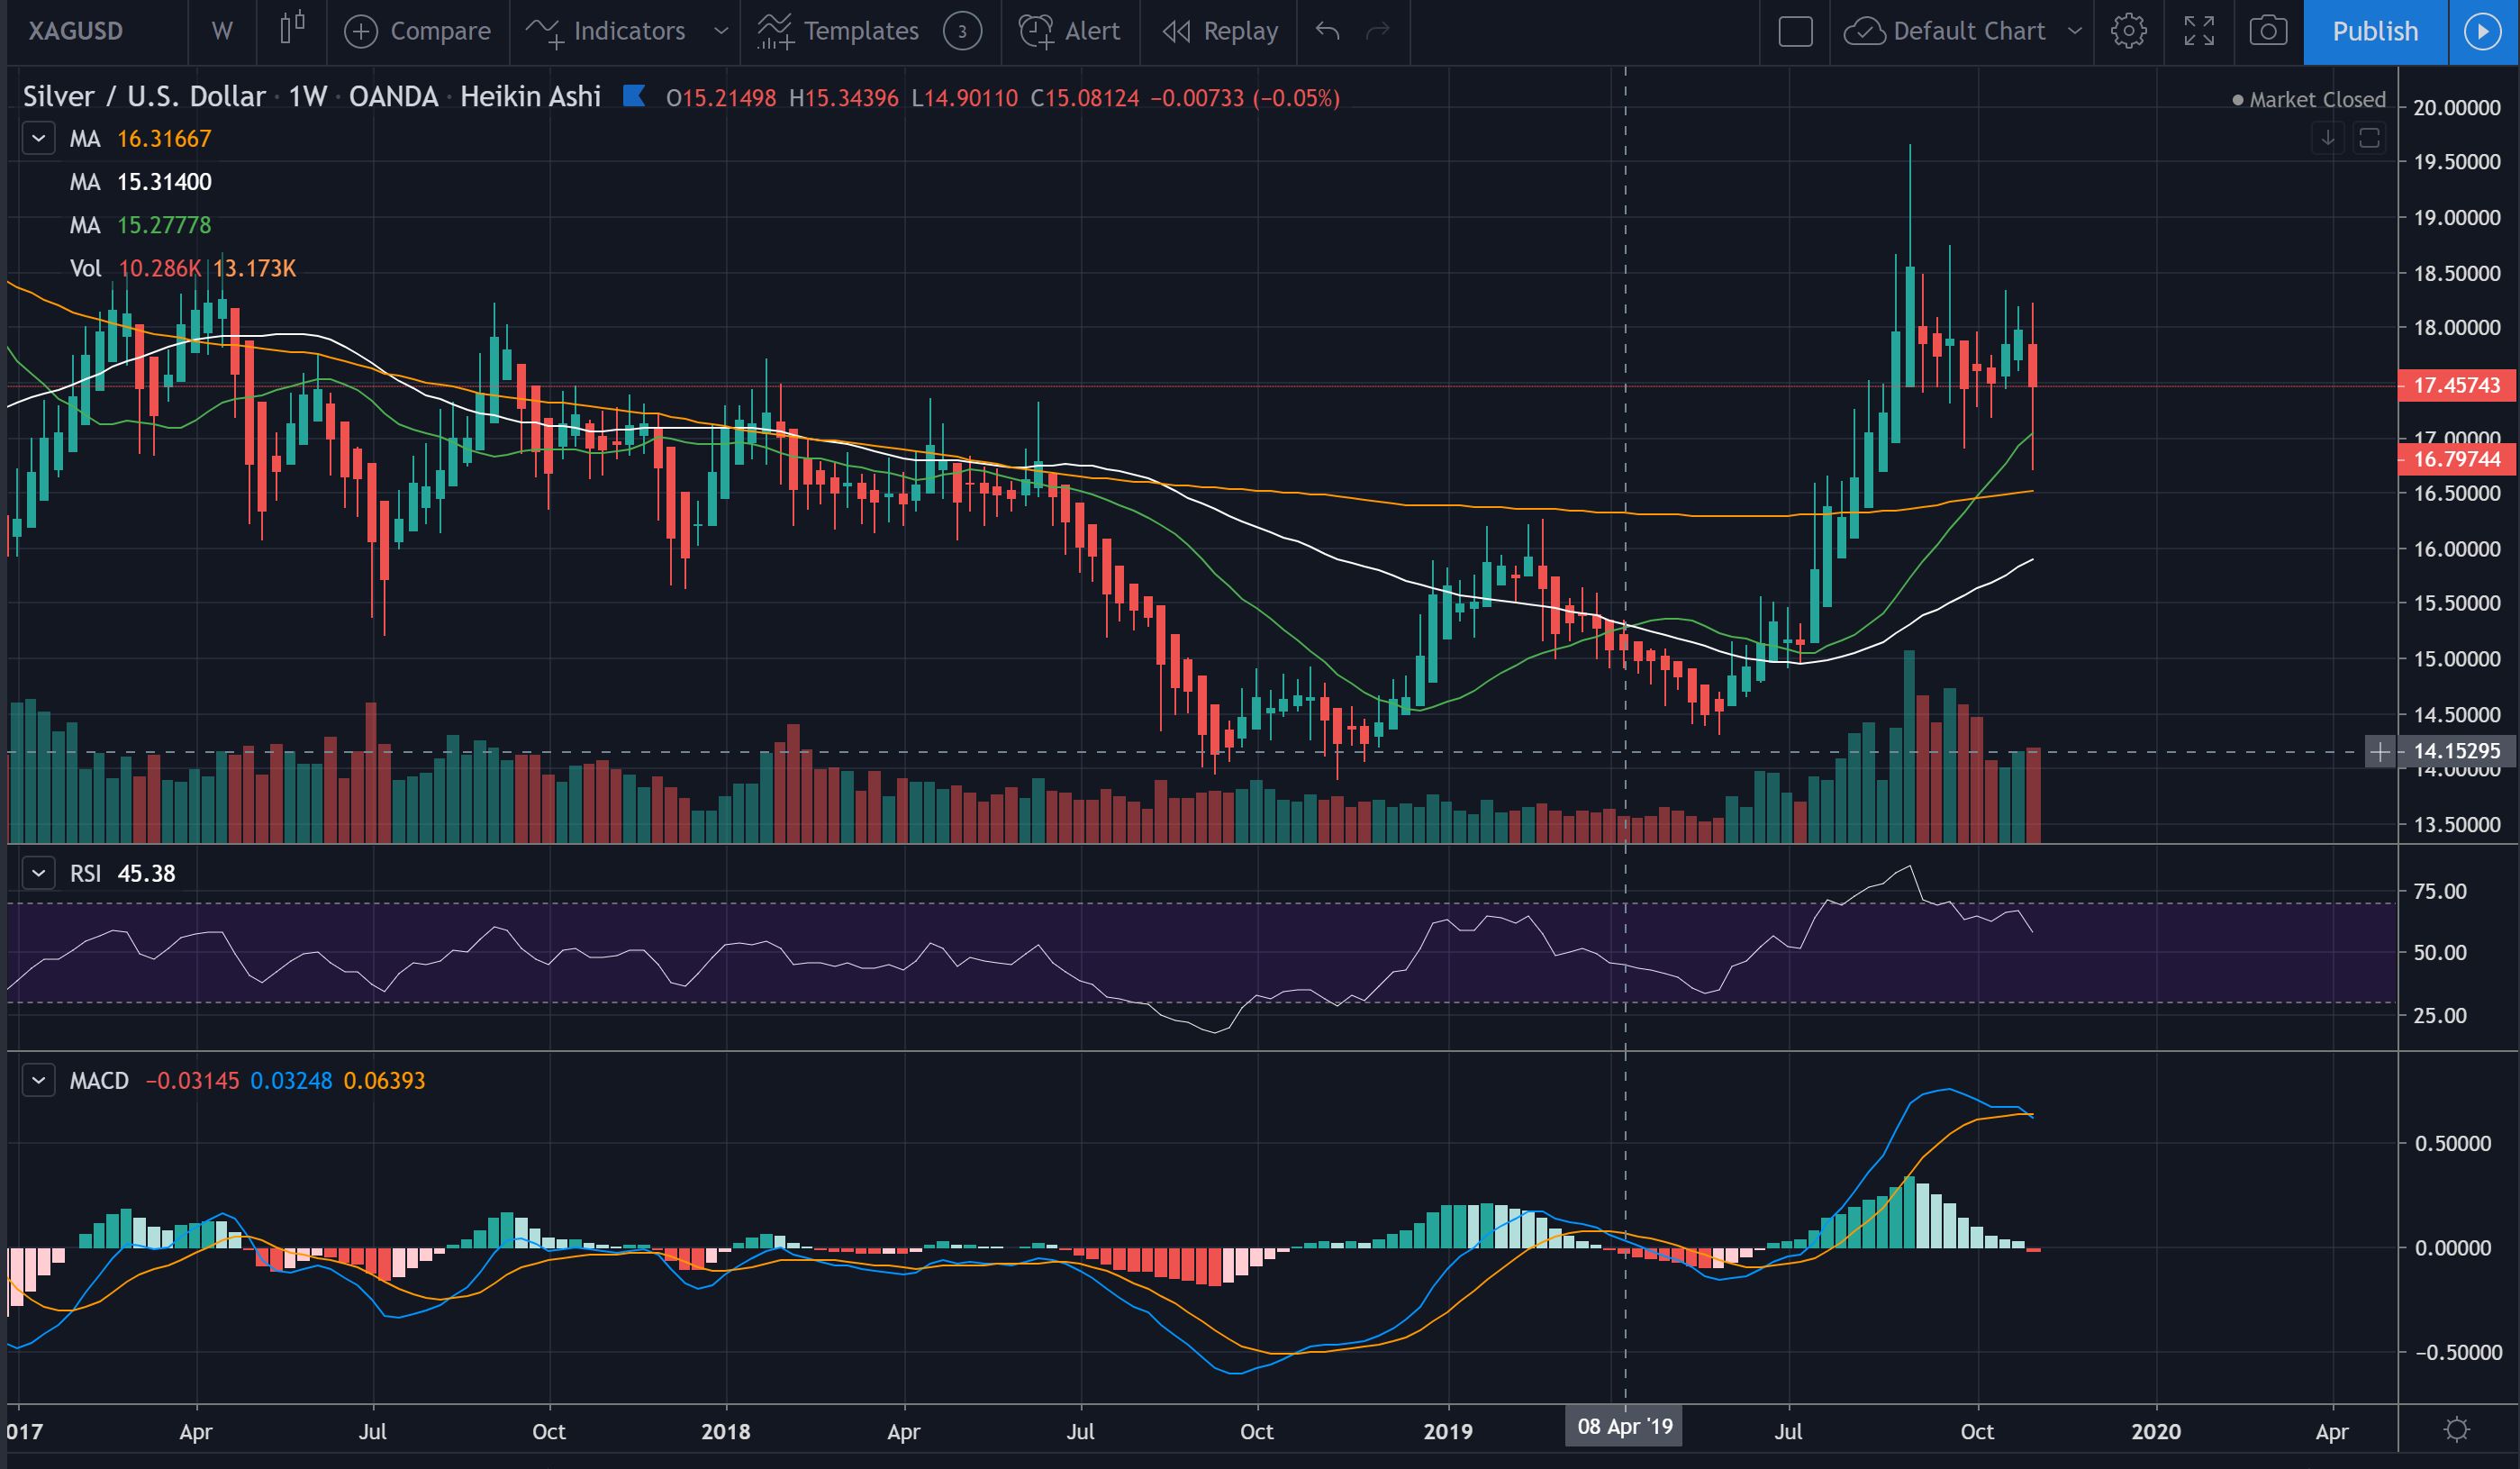 XAGUSD W Compare Indicators Templates 3 Alert Replay Default Chart Publish
Silver / U.S. Dollar · 1W · OANDA · Heikin Ashi O15.21498 H15.34396 L14.90110 C15.08124 −0.00733 (−0.05%)
Market Closed
MA 16.31667
MA 15.31400
MA 15.27778
Vol 10.286K 13.173K
20.00000
19.50000
19.00000
18.50000
18.00000
17.45743
17.00000
16.79744
16.50000
16.00000
15.50000
15.00000
14.50000
14.15295
14.00000
13.50000
RSI 45.38
75.00
50.00
25.00
MACD −0.03145 0.03248 0.06393
0.50000
0.00000
−0.50000
017 Apr Jul Oct 2018 Apr Jul Oct 2019 08 Apr '19 Jul Oct 2020 Apr